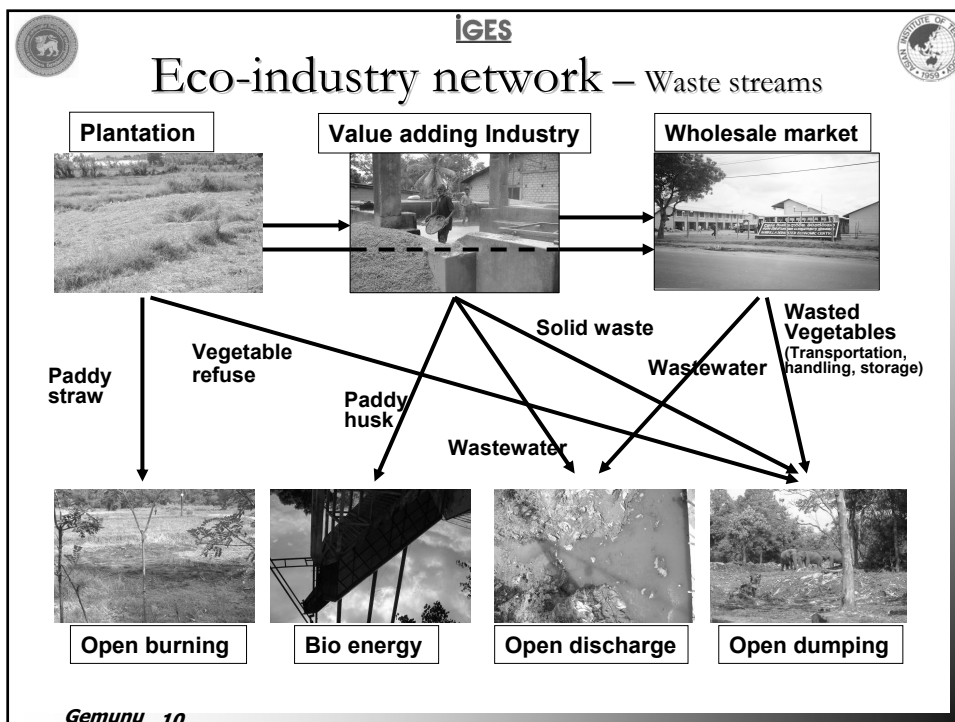 iGES
Eco-industry network – Waste streams
Plantation
Value adding Industry
Wholesale market
Paddy
straw
Vegetable
refuse
Paddy
husk
Wastewater
Solid waste
Wastewater
Wasted
Vegetables
(Transportation,
handling, storage)
Open burning
Bio energy
Open discharge
Open dumping
Gemunu 10